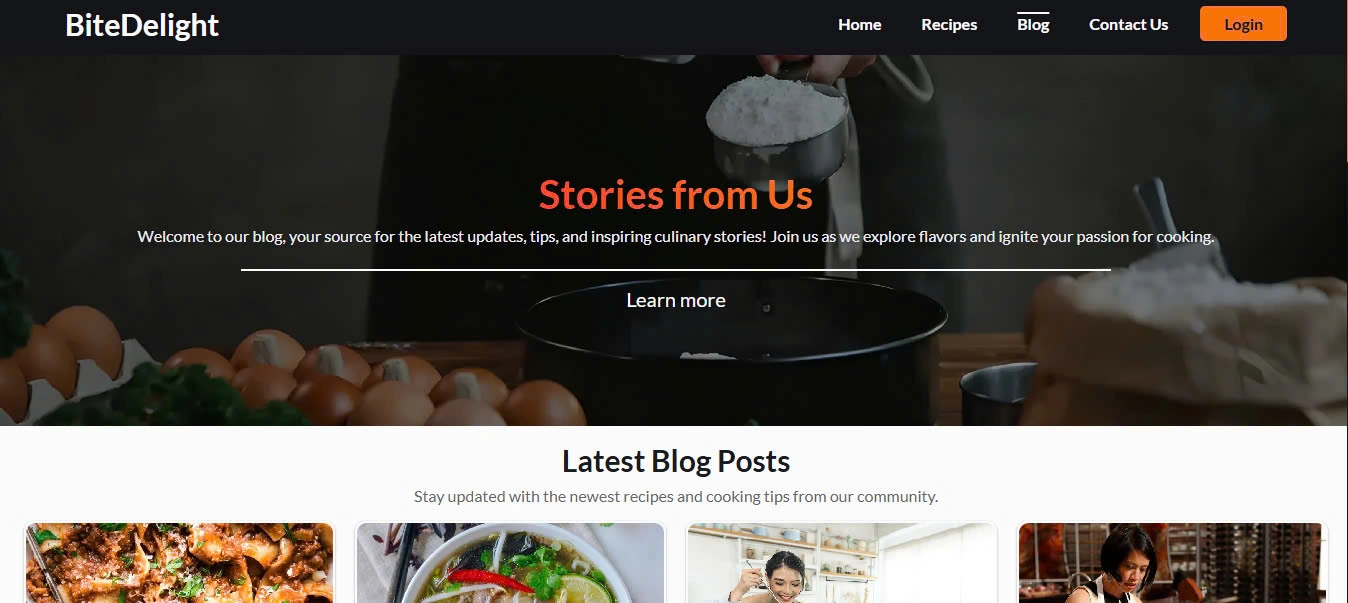 BiteDelight
Home
Recipes
Blog
Contact Us
Login
Stories from Us
Welcome to our blog, your source for the latest updates, tips, and inspiring culinary stories! Join us as we explore flavors and ignite your passion for cooking.
Learn more
Latest Blog Posts
Stay updated with the newest recipes and cooking tips from our community.